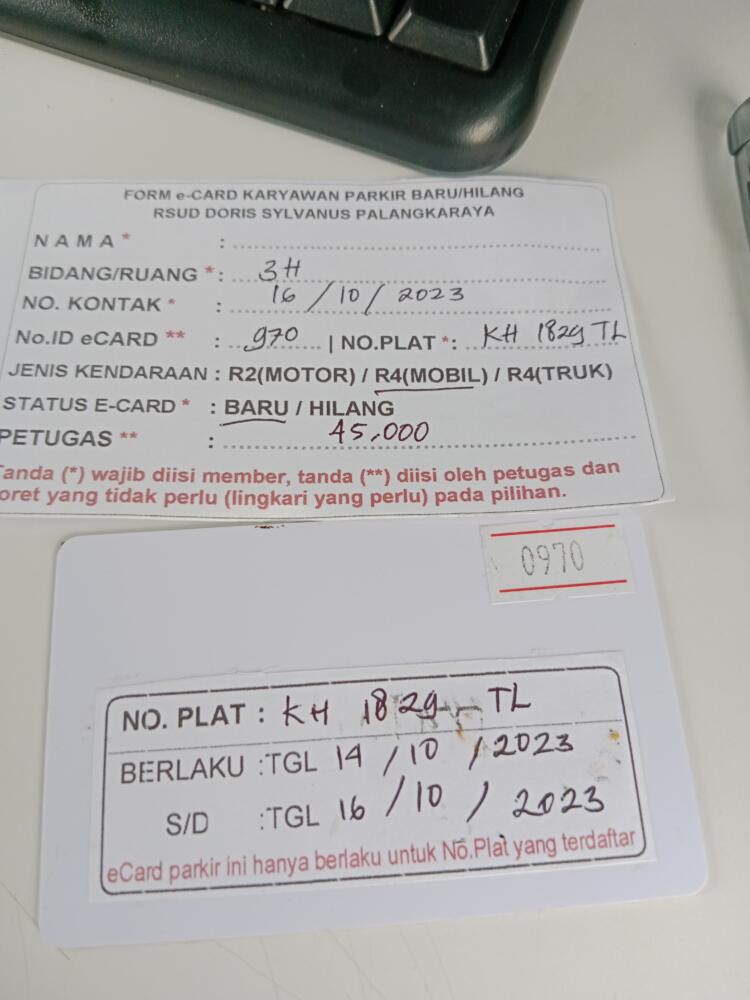 FORM e-CARD KARYAWAN PARKIR BARU/HILANG
RSUD DORIS SYLVANUS PALANGKARAYA
NAMA* :
BIDANG/RUANG *: 3H
NO. KONTAK * : 16 / 10 / 2023
No.ID eCARD ** : 970 | NO.PLAT *: KH 1829 TL
JENIS KENDARAAN : R2(MOTOR) / R4(MOBIL) / R4(TRUK)
STATUS E-CARD * : BARU / HILANG
PETUGAS ** : 45,000
Tanda (*) wajib diisi member, tanda (**) diisi oleh petugas dan
oret yang tidak perlu (lingkari yang perlu) pada pilihan.
0970
NO. PLAT : KH 1829 TL
BERLAKU :TGL 14 / 10 / 2023
S/D :TGL 16 / 10 / 2023
eCard parkir ini hanya berlaku untuk No.Plat yang terdaftar